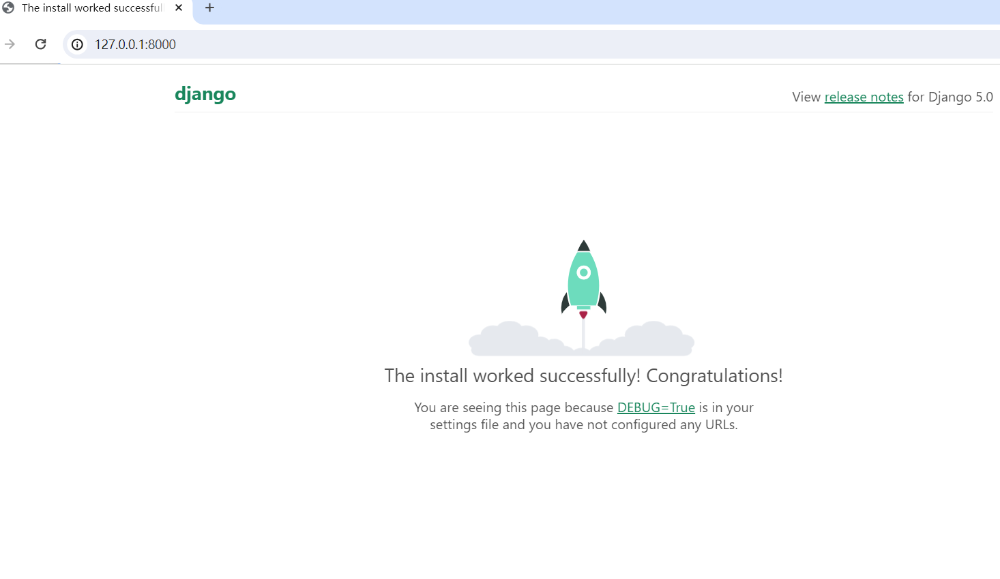 The install worked successful
127.0.0.1:8000
django
View release notes for Django 5.0
The install worked successfully! Congratulations!
You are seeing this page because DEBUG=True is in your
settings file and you have not configured any URLs.